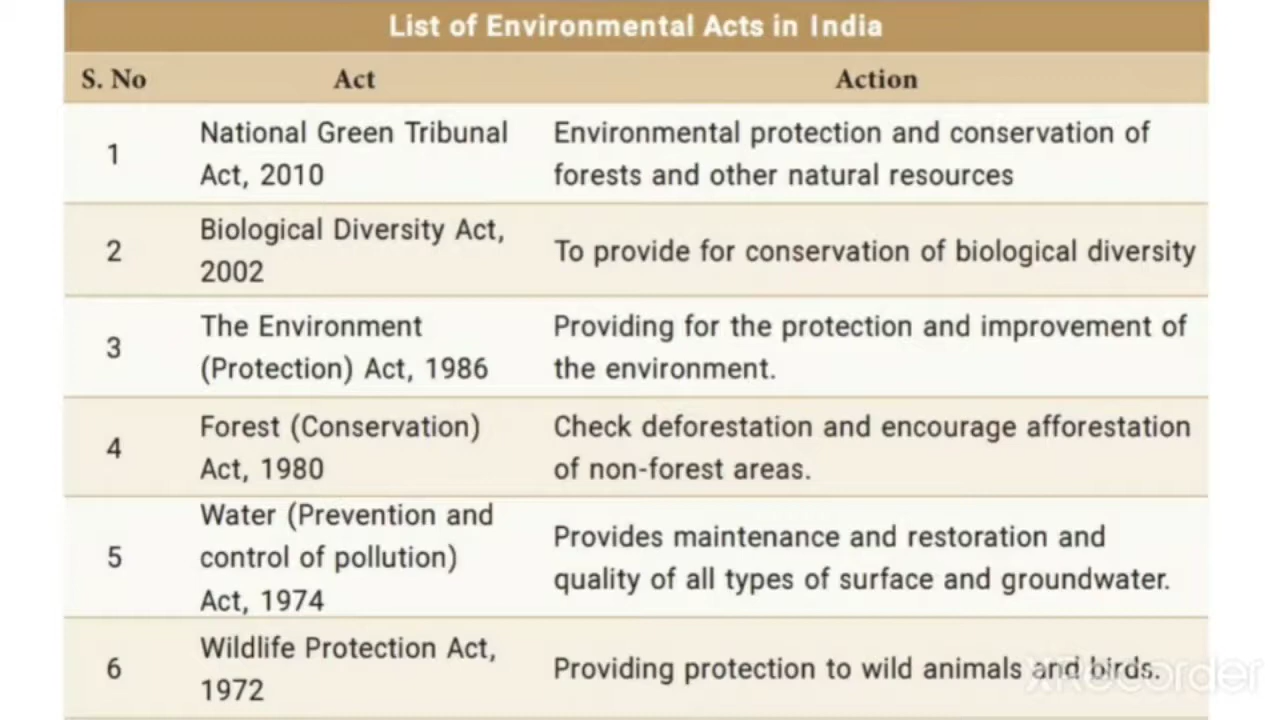 List of Environmental Acts in India
S. No Act Action
1 National Green Tribunal Act, 2010 Environmental protection and conservation of forests and other natural resources
2 Biological Diversity Act, 2002 To provide for conservation of biological diversity
3 The Environment (Protection) Act, 1986 Providing for the protection and improvement of the environment.
4 Forest (Conservation) Act, 1980 Check deforestation and encourage afforestation of non-forest areas.
5 Water (Prevention and control of pollution) Act, 1974 Provides maintenance and restoration and quality of all types of surface and groundwater.
6 Wildlife Protection Act, 1972 Providing protection to wild animals and birds.
XRecorder